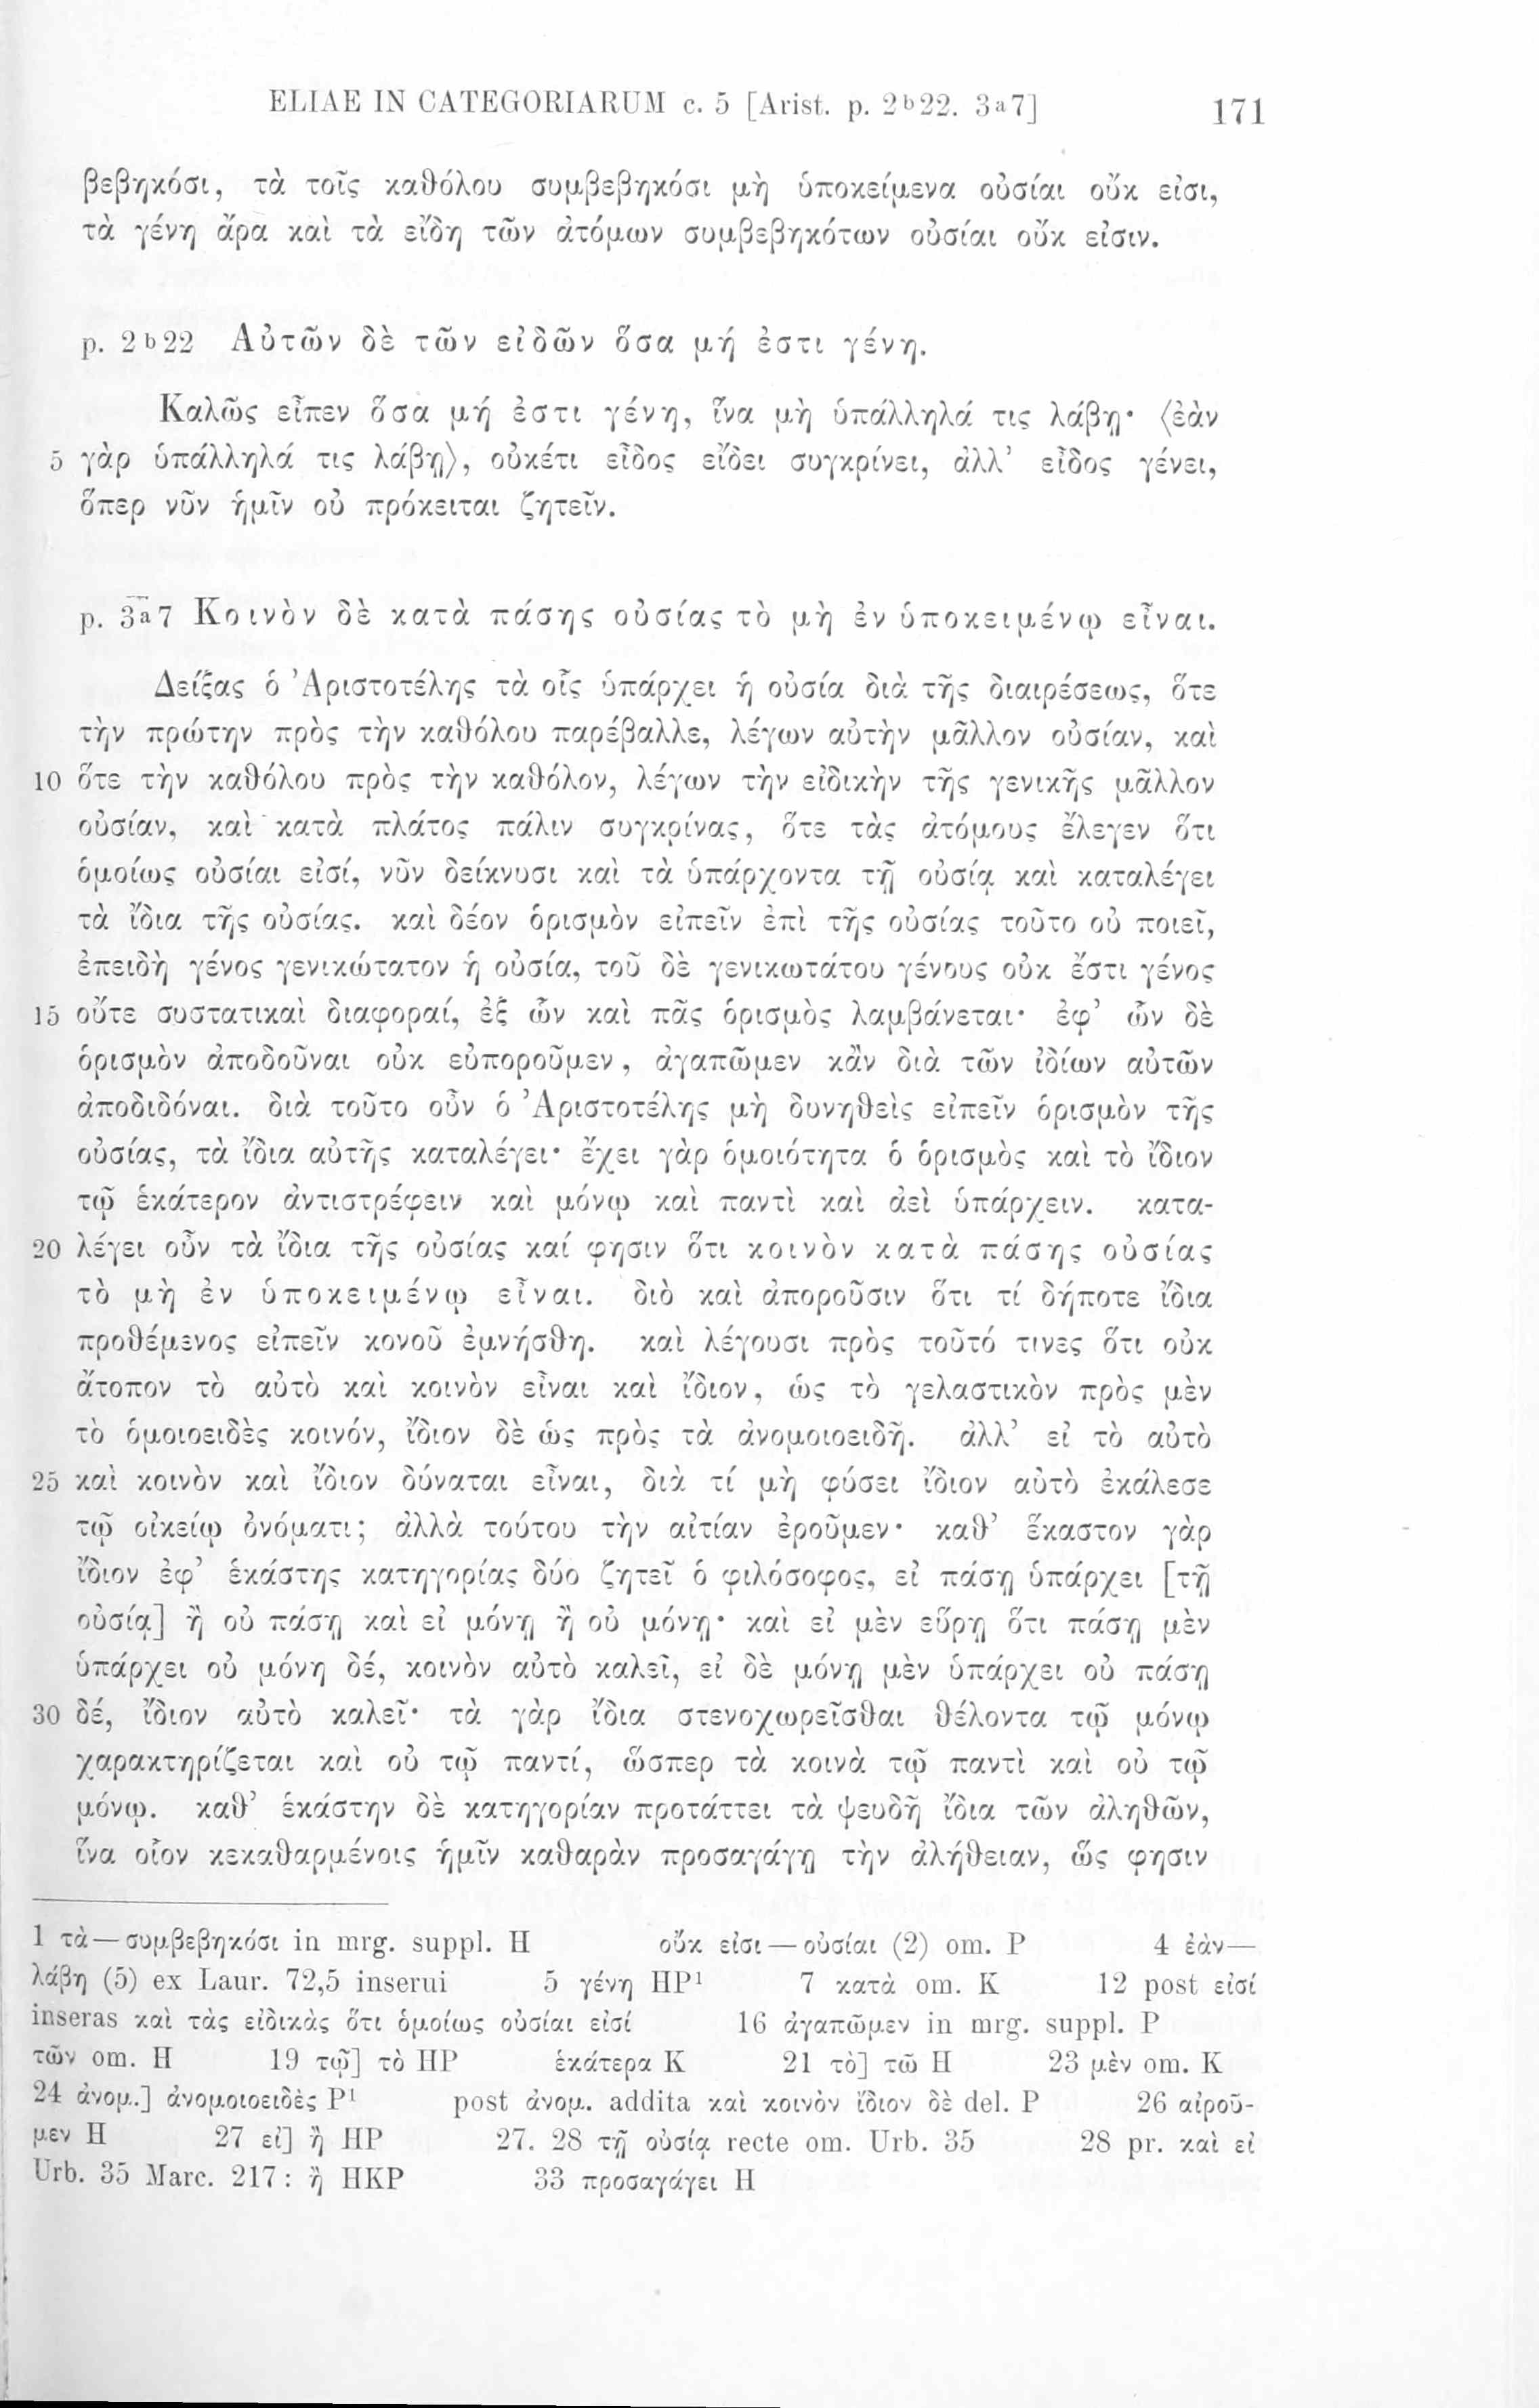 ELIAE IN CATEGORIARUM c. 5 [Arist. p. 2b22. 3a7] 171
βεβηκόσι, τὰ τοῖς καθόλου συμβεβηκόσι μὴ ὑποκείμενα οὐσίαι οὔκ εἰσι,
τὰ γένη ἄρα καὶ τὰ εἴδη τῶν ἀτόμων συμβεβηκότων οὐσίαι οὔκ εἰσιν.
p. 2b22 Αὐτῶν δὲ τῶν εἰδῶν ὅσα μή ἐστι γένη.
Καλῶς εἶπεν ὅσα μή ἐστι γένη, ἵνα μὴ ὑπάλληλά τις λάβῃ· ⟨ἐὰν
5 γὰρ ὑπάλληλά τις λάβῃ⟩, οὐκέτι εἶδος εἴδει συγκρίνει, ἀλλ’ εἶδος γένει,
ὅπερ νῦν ἡμῖν οὐ πρόκειται ζητεῖν.
p. 3a7 Κοινὸν δὲ κατὰ πάσης οὐσίας τὸ μὴ ἐν ὑποκειμένῳ εἶναι.
Δείξας ὁ Ἀριστοτέλης τὰ οἷς ὑπάρχει ἡ οὐσία διὰ τῆς διαιρέσεως, ὅτε
τὴν πρώτην πρὸς τὴν καθόλου παρέβαλλε, λέγων αὐτὴν μᾶλλον οὐσίαν, καὶ
10 ὅτε τὴν καθόλου πρὸς τὴν καθόλον, λέγων τὴν εἰδικὴν τῆς γενικῆς μᾶλλον
οὐσίαν, καὶ κατὰ πλάτος πάλιν συγκρίνας, ὅτε τὰς ἀτόμους ἔλεγεν ὅτι
ὁμοίως οὐσίαι εἰσί, νῦν δείκνυσι καὶ τὰ ὑπάρχοντα τῇ οὐσίᾳ καὶ καταλέγει
τὰ ἴδια τῆς οὐσίας. καὶ δέον ὁρισμὸν εἰπεῖν ἐπὶ τῆς οὐσίας τοῦτο οὐ ποιεῖ,
ἐπειδὴ γένος γενικώτατον ἡ οὐσία, τοῦ δὲ γενικωτάτου γένους οὐκ ἔστι γένος
15 οὔτε συστατικαὶ διαφοραί, ἐξ ὧν καὶ πᾶς ὁρισμὸς λαμβάνεται· ἐφ’ ὧν δὲ
ὁρισμὸν ἀποδοῦναι οὐκ εὐποροῦμεν, ἀγαπῶμεν κἂν διὰ τῶν ἰδίων αὐτῶν
ἀποδιδόναι. διὰ τοῦτο οὖν ὁ Ἀριστοτέλης μὴ δυνηθεὶς εἰπεῖν ὁρισμὸν τῆς
οὐσίας, τὰ ἴδια αὐτῆς καταλέγει· ἔχει γὰρ ὁμοιότητα ὁ ὁρισμὸς καὶ τὸ ἴδιον
τῷ ἑκάτερον ἀντιστρέφειν καὶ μόνῳ καὶ παντὶ καὶ ἀεὶ ὑπάρχειν. κατα-
20 λέγει οὖν τὰ ἴδια τῆς οὐσίας καί φησιν ὅτι κοινὸν κατὰ πάσης οὐσίας
τὸ μὴ ἐν ὑποκειμένῳ εἶναι. διὸ καὶ ἀποροῦσιν ὅτι τί δήποτε ἴδια
προθέμενος εἰπεῖν κονοῦ ἐμνήσθη. καὶ λέγουσι πρὸς τοῦτό τινες ὅτι οὐκ
ἄτοπον τὸ αὐτὸ καὶ κοινὸν εἶναι καὶ ἴδιον, ὡς τὸ γελαστικὸν πρὸς μὲν
τὸ ὁμοιοειδὲς κοινόν, ἴδιον δὲ ὡς πρὸς τὰ ἀνομοιοειδῆ. ἀλλ’ εἰ τὸ αὐτὸ
25 καὶ κοινὸν καὶ ἴδιον δύναται εἶναι, διὰ τί μὴ φύσει ἴδιον αὐτὸ ἐκάλεσε
τῷ οἰκείῳ ὀνόματι; ἀλλὰ τούτου τὴν αἰτίαν ἐροῦμεν· καθ’ ἕκαστον γὰρ
ἴδιον ἐφ’ ἑκάστης κατηγορίας δύο ζητεῖ ὁ φιλόσοφος, εἰ πάσῃ ὑπάρχει [τῇ
οὐσίᾳ] ἢ οὐ πάσῃ καὶ εἰ μόνῃ ἢ οὐ μόνῃ· καὶ εἰ μὲν εὕρῃ ὅτι πάσῃ μὲν
ὑπάρχει οὐ μόνη δέ, κοινὸν αὐτὸ καλεῖ, εἰ δὲ μόνῃ μὲν ὑπάρχει οὐ πάσῃ
30 δέ, ἴδιον αὐτὸ καλεῖ· τὰ γὰρ ἴδια στενοχωρεῖσθαι θέλοντα τῷ μόνῳ
χαρακτηρίζεται καὶ οὐ τῷ παντί, ὥσπερ τὰ κοινὰ τῷ παντὶ καὶ οὐ τῷ
μόνῳ. καθ’ ἑκάστην δὲ κατηγορίαν προτάττει τὰ ψευδῆ ἴδια τῶν ἀληθῶν,
ἵνα οἷον κεκαθαρμένοις ἡμῖν καθαρὰν προσαγάγῃ τὴν ἀλήθειαν, ὥς φησιν
1 τὰ—συμβεβηκόσι in mrg. suppl. H οὔκ εἰσι—οὐσίαι (2) om. P 4 ἐὰν—
λάβῃ (5) ex Laur. 72,5 inserui 5 γένη HP¹ 7 κατὰ om. K 12 post εἰσί
inseras καὶ τὰς εἰδικὰς ὅτι ὁμοίως οὐσίαι εἰσί 16 ἀγαπῶμεν in mrg. suppl. P
τῶν om. H 19 τῷ] τὸ HP ἑκάτερα K 21 τὸ] τῶ H 23 μὲν om. K
24 ἀνομ.] ἀνομοιοειδὲς P¹ post ἀνομ. addita καὶ κοινὸν ἴδιον δὲ del. P 26 αἱροῦ-
μεν H 27 εἰ] ἢ HP 27. 28 τῇ οὐσίᾳ recte om. Urb. 35 28 pr. καὶ εἰ
Urb. 35 Marc. 217: ἢ HKP 33 προσαγάγει H